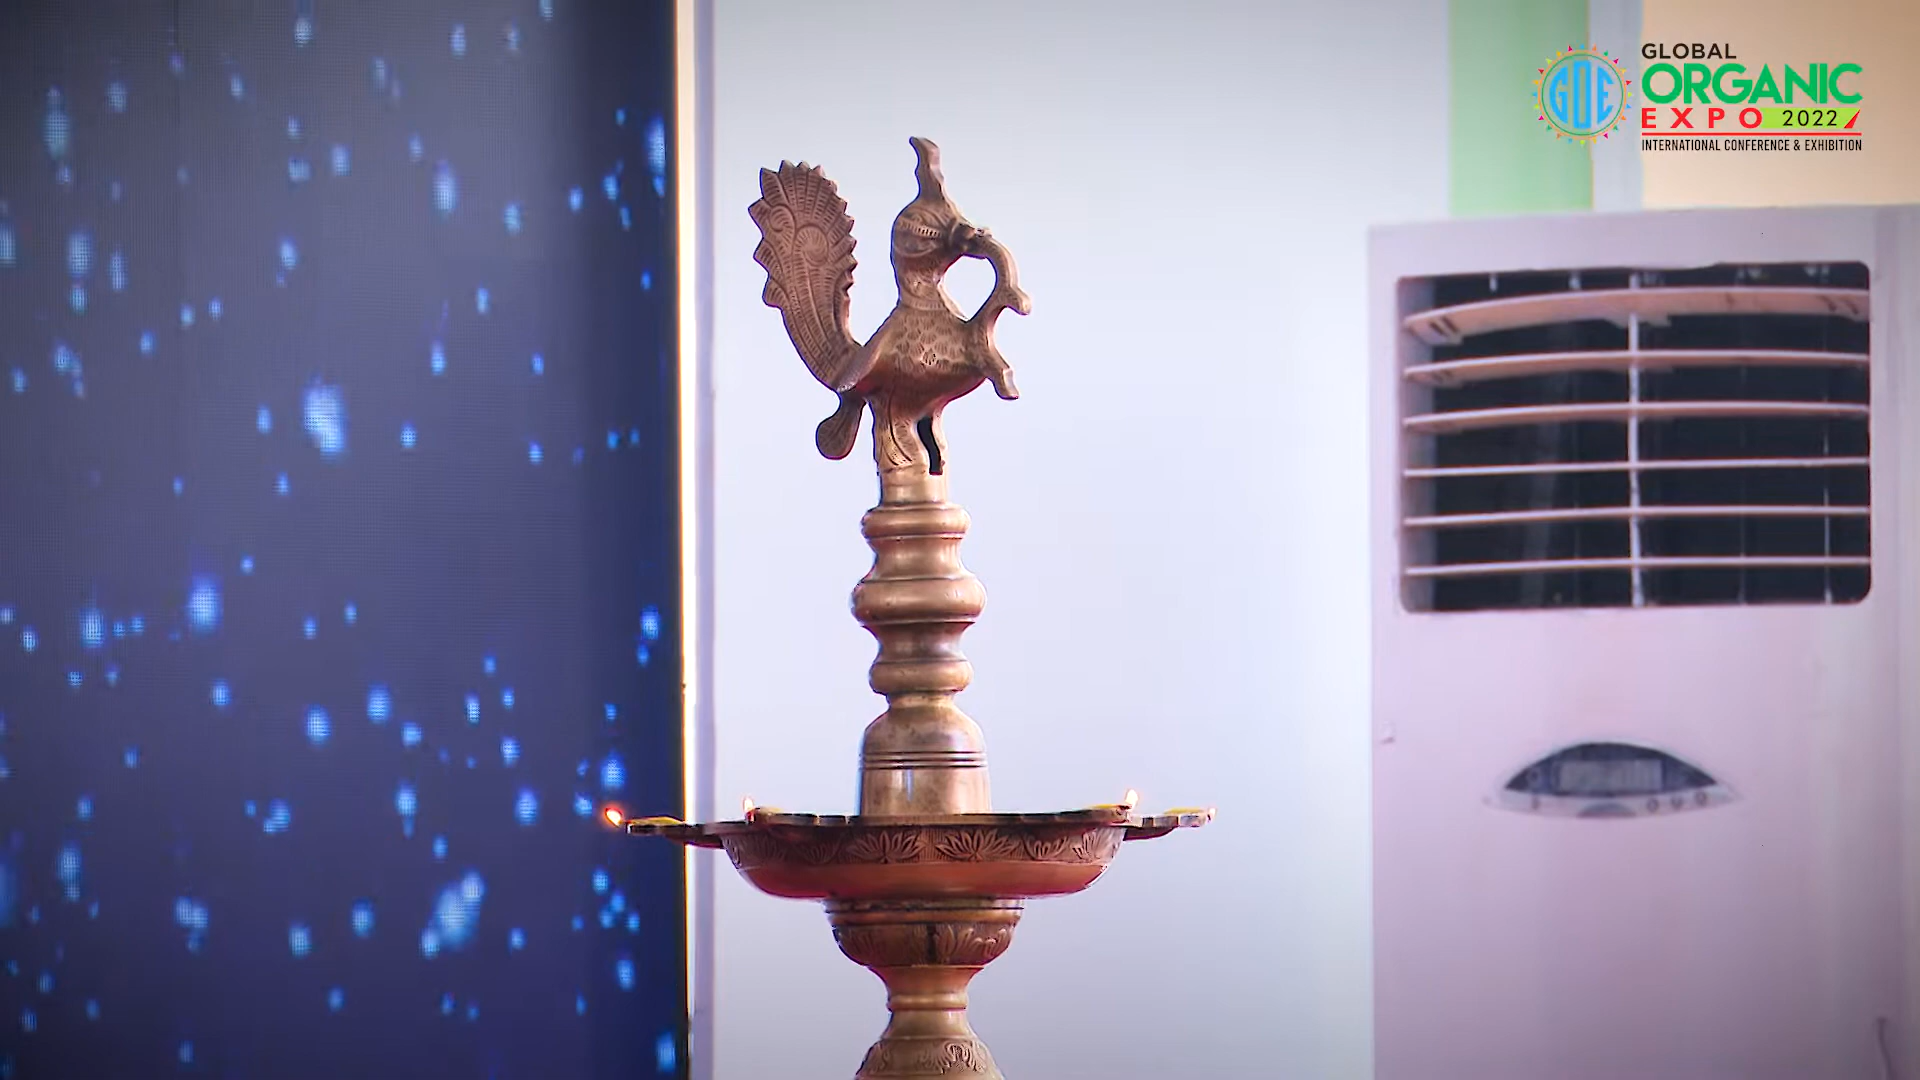 GOE
GLOBAL
ORGANIC
EXPO 2022
INTERNATIONAL CONFERENCE & EXHIBITION